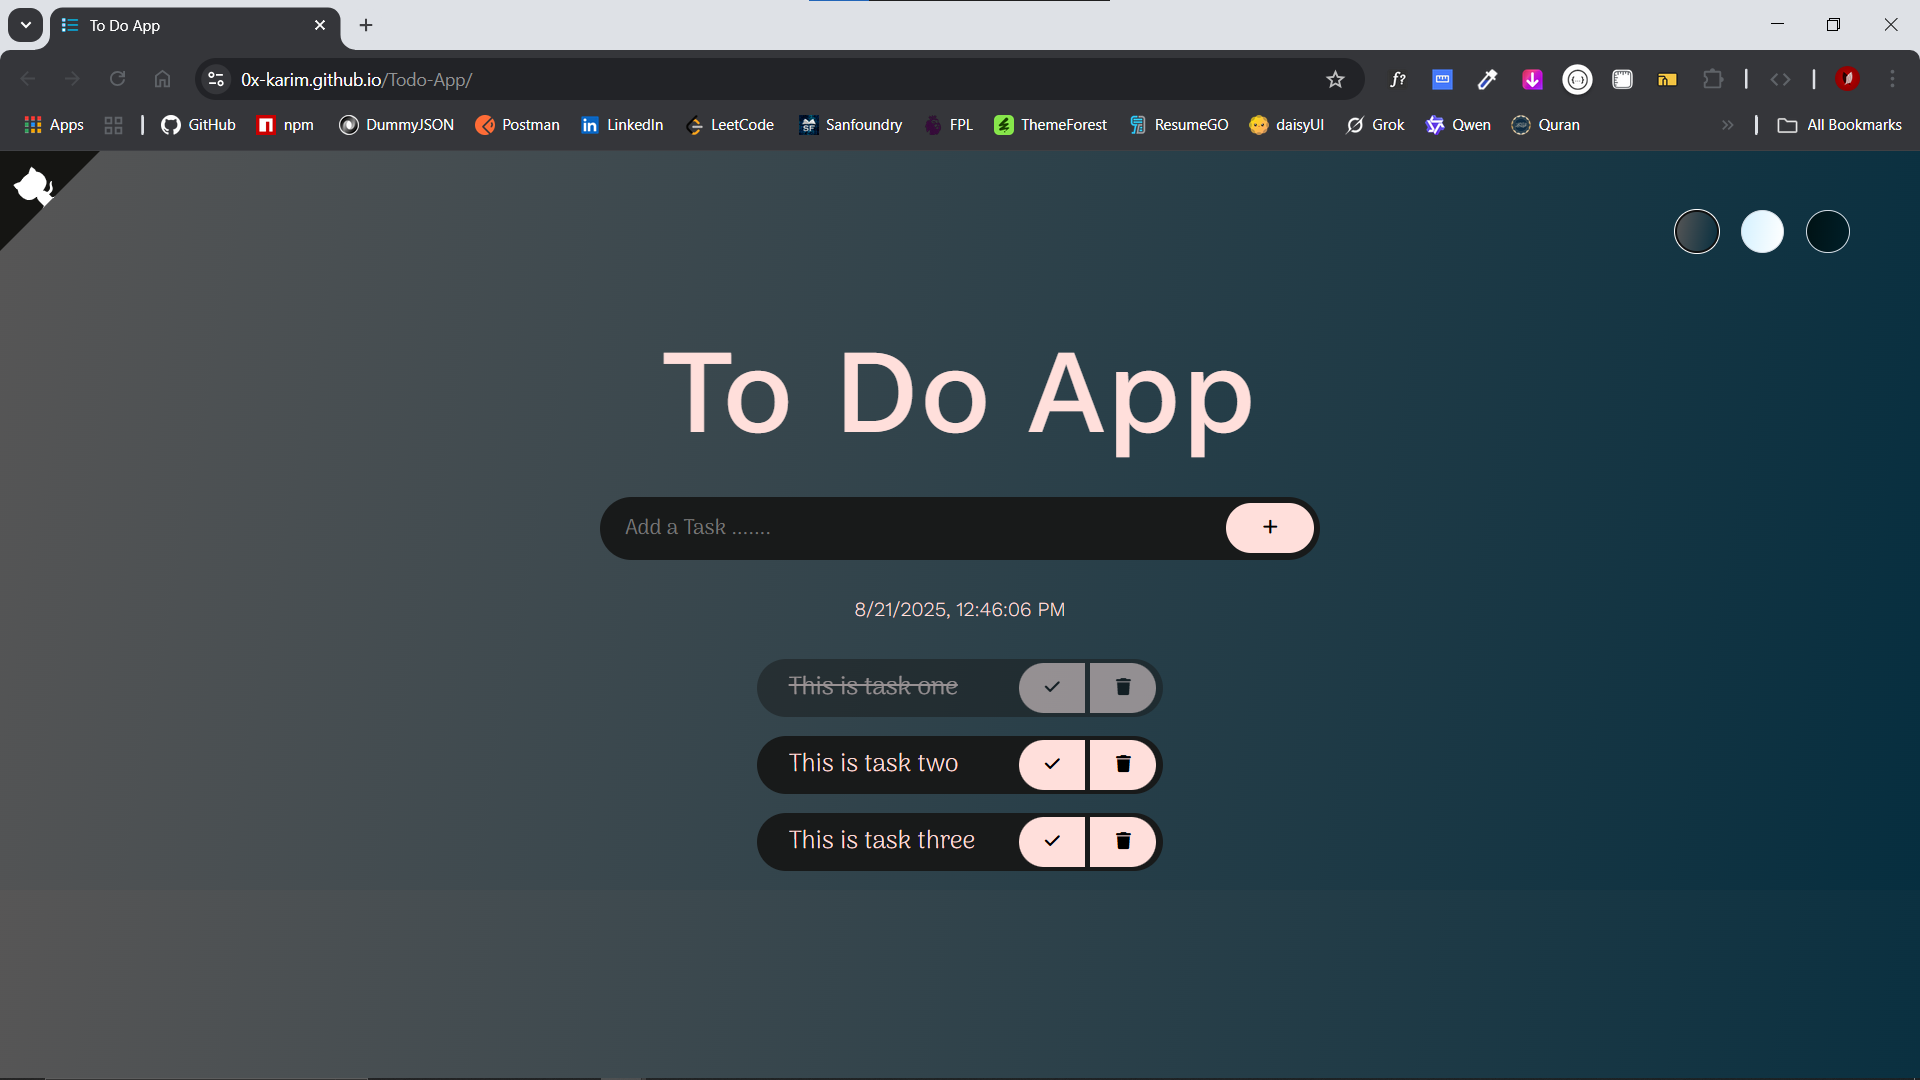 To Do App
0x-karim.github.io/Todo-App/
f?
Apps GitHub npm DummyJSON Postman LinkedIn LeetCode Sanfoundry FPL ThemeForest ResumeGO daisyUI Grok Qwen Quran All Bookmarks
To Do App
Add a Task .......
8/21/2025, 12:46:06 PM
This is task one
This is task two
This is task three